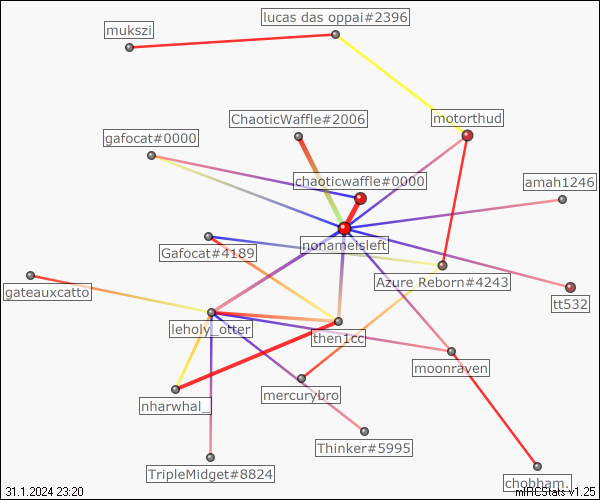 lucas das oppai#2396
mukszi
ChaoticWaffle#2006
motorthud
gafocat#0000
chaoticwaffle#0000
amah1246
nonameisleft
Gafocat#4189
Azure Reborn#4243
gateauxcatto
tt532
leholy_otter
then1cc
moonraven
mercurybro
nharwhal_
Thinker#5995
TripleMidget#8824
chobham.
31.1.2024 23:20
mIRCStats v1.25